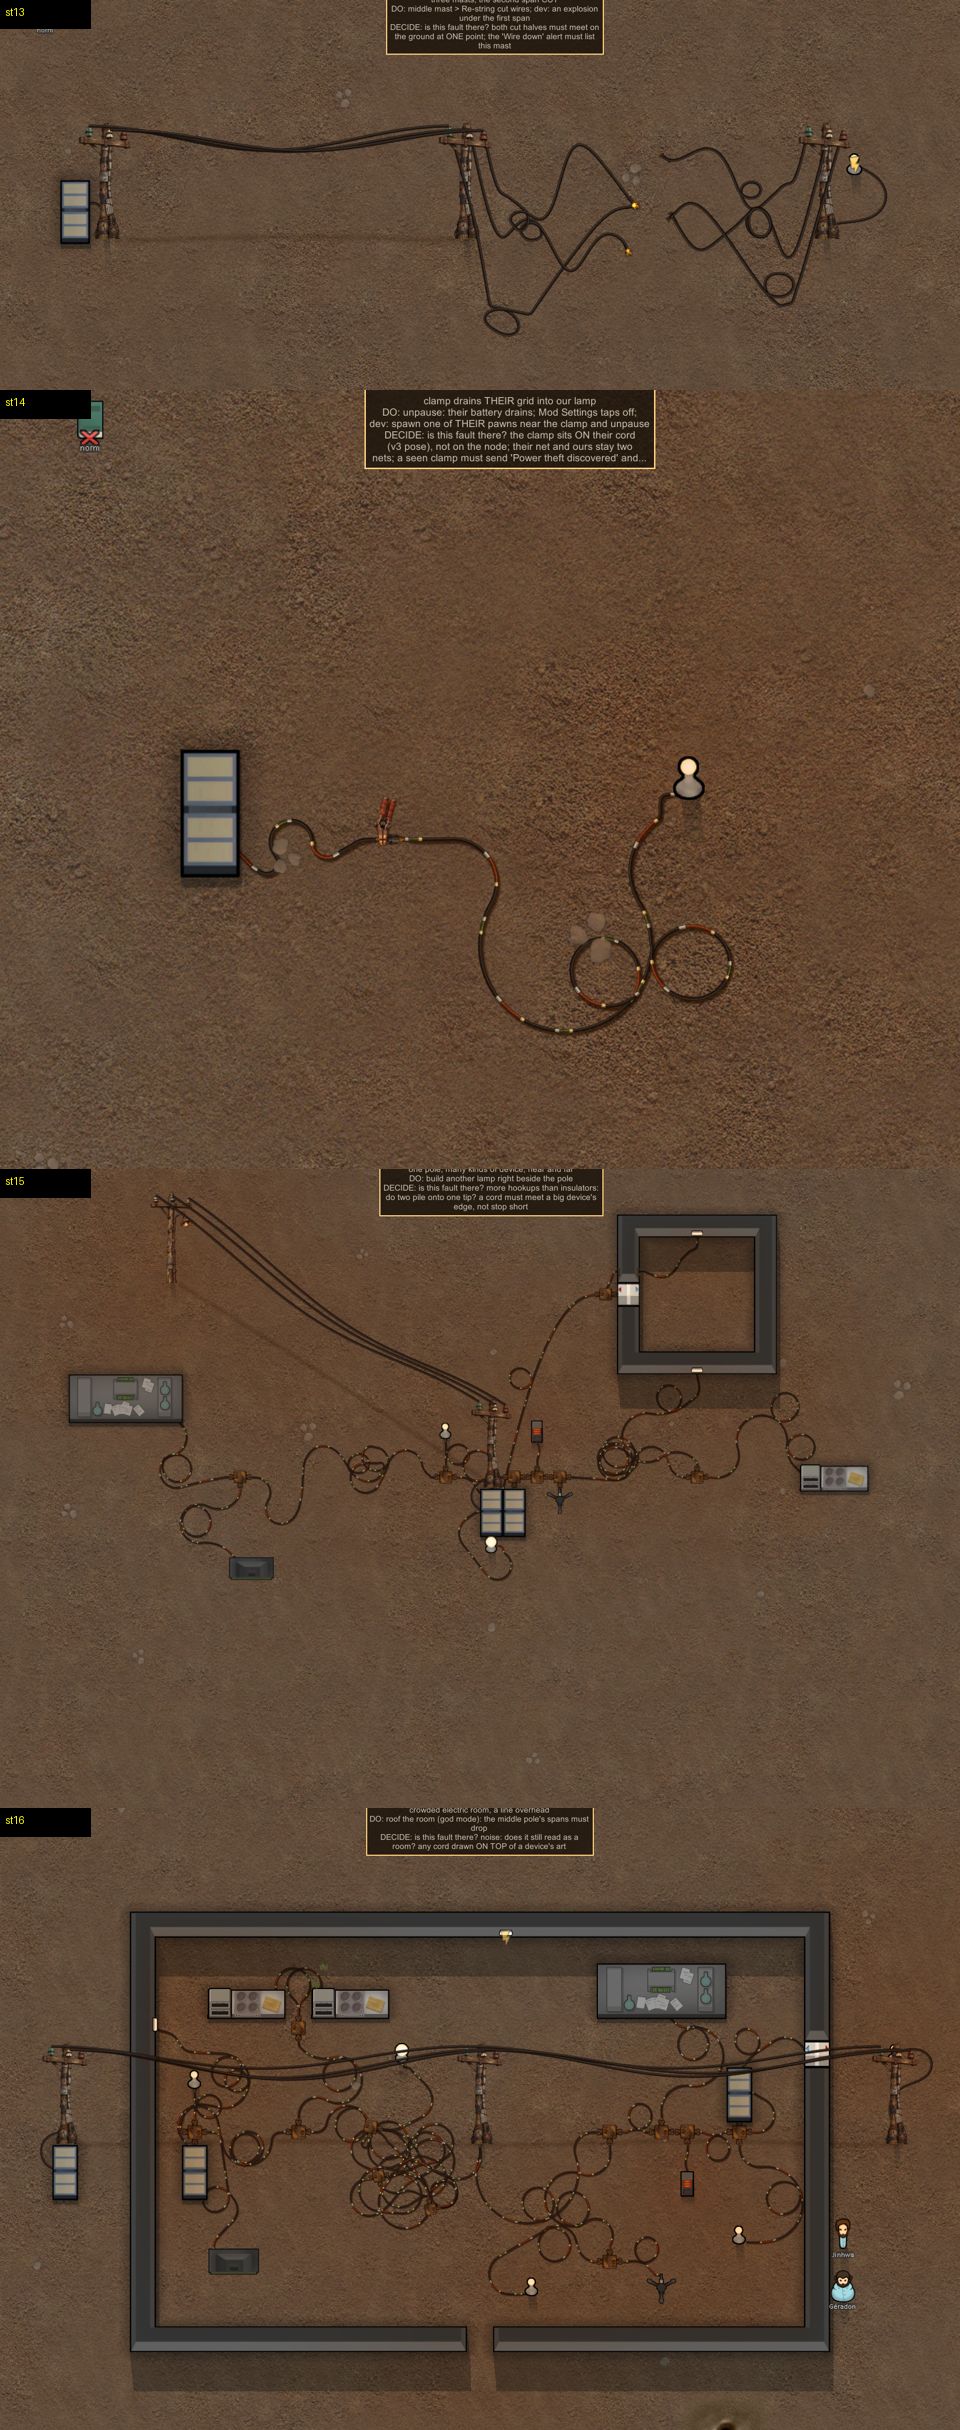 st13
three masts, the second span CUT
DO: middle mast > Re-string cut wires; dev: an explosion
under the first span
DECIDE: is this fault there? both cut halves must meet on
the ground at ONE point; the 'Wire down' alert must list
this mast
norm
st14
norm
clamp drains THEIR grid into our lamp
DO: unpause: their battery drains; Mod Settings taps off;
dev: spawn one of THEIR pawns near the clamp and unpause
DECIDE: is this fault there? the clamp sits ON their cord
(v3 pose), not on the node; their net and ours stay two
nets; a seen clamp must send 'Power theft discovered' and...
st15
one pole, many kinds of device, near and far
DO: build another lamp right beside the pole
DECIDE: is this fault there? more hookups than insulators:
do two pile onto one tip? a cord must meet a big device's
edge, not stop short
st16
crowded electric room, a line overhead
DO: roof the room (god mode): the middle pole's spans must
drop
DECIDE: is this fault there? noise: does it still read as a
room? any cord drawn ON TOP of a device's art
Jinhwa
Géradon